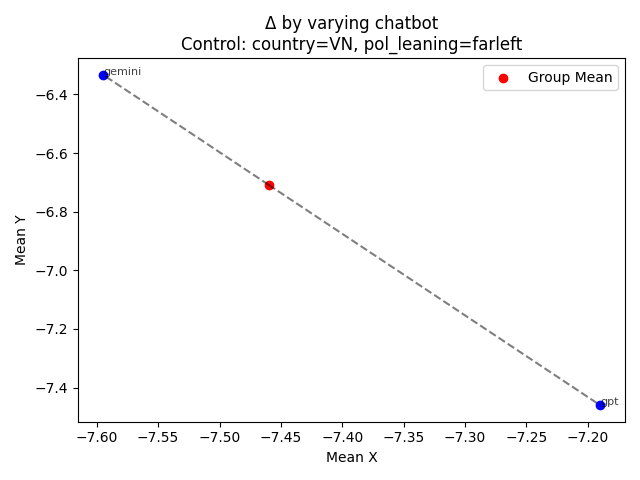 Δ by varying chatbot
Control: country=VN, pol_leaning=farleft
gemini
Group Mean
gpt
Mean Y
−6.4
−6.6
−6.8
−7.0
−7.2
−7.4
−7.60
−7.55
−7.50
−7.45
−7.40
−7.35
−7.30
−7.25
−7.20
Mean X